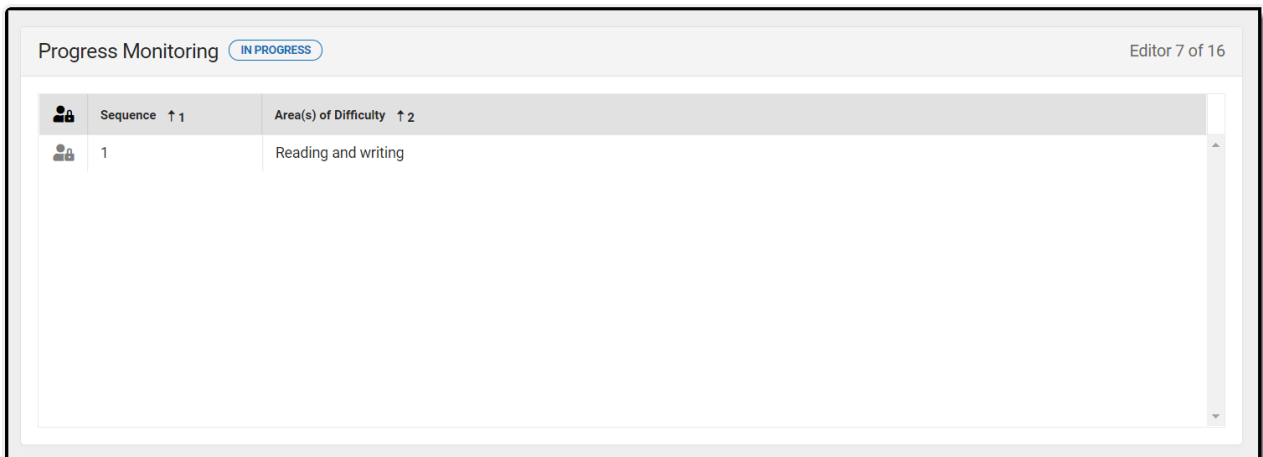 Progress Monitoring IN PROGRESS Editor 7 of 16
Sequence ↑ 1 Area(s) of Difficulty ↑ 2
1 Reading and writing